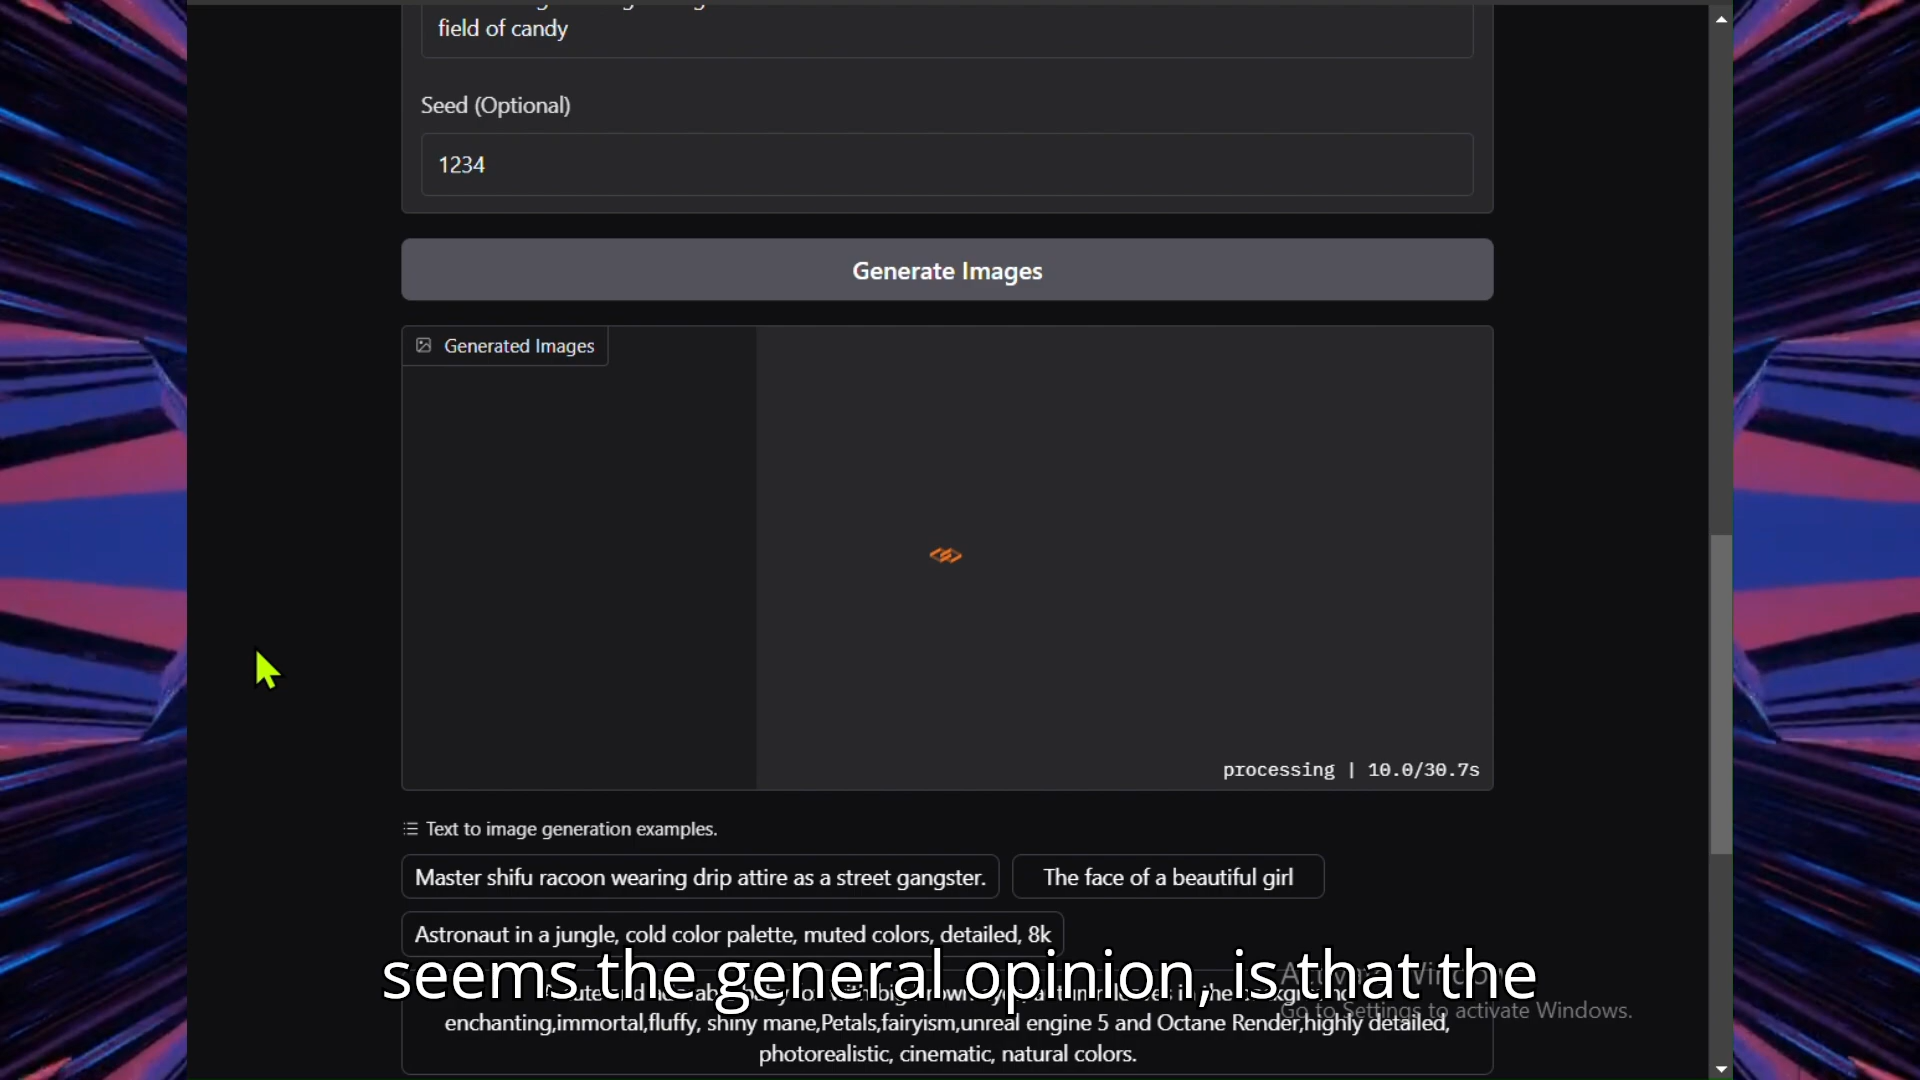 field of candy
Seed (Optional)
1234
Generate Images
Generated Images
processing | 10.0/30.7s
Text to image generation examples.
Master shifu racoon wearing drip attire as a street gangster.
The face of a beautiful girl
Astronaut in a jungle, cold color palette, muted colors, detailed, 8k
seems the general opinion, is that the
Go to Settings to activate Windows.
enchanting,immortal,fluffy, shiny mane,Petals,fairyism,unreal engine 5 and Octane Render,highly detailed,
photorealistic, cinematic, natural colors.